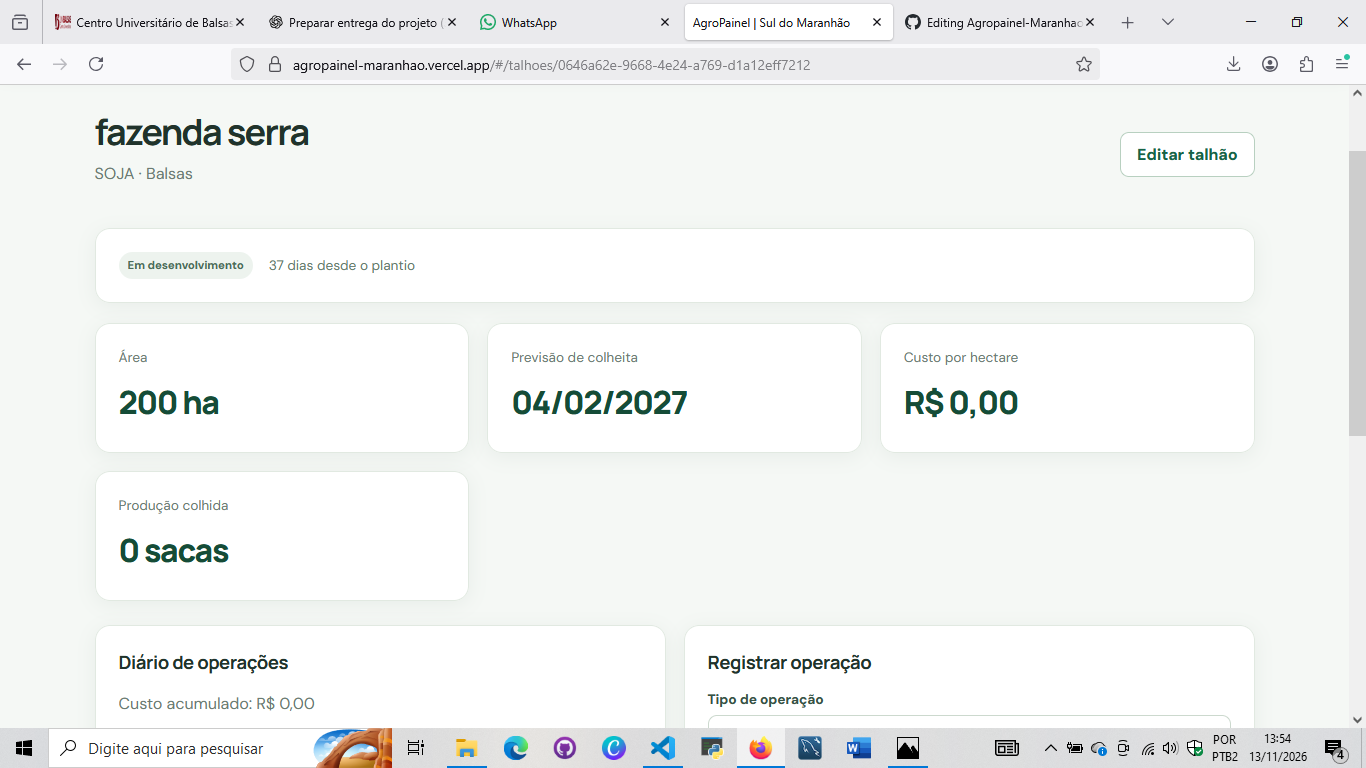 Centro Universitário de Balsas
Preparar entrega do projeto (
WhatsApp
AgroPainel | Sul do Maranhão
Editing Agropainel-Maranhao
agropainel-maranhao.vercel.app/#/talhoes/0646a62e-9668-4e24-a769-d1a12eff7212
fazenda serra
SOJA · Balsas
Editar talhão
Em desenvolvimento
37 dias desde o plantio
Área
200 ha
Previsão de colheita
04/02/2027
Custo por hectare
R$ 0,00
Produção colhida
0 sacas
Diário de operações
Custo acumulado: R$ 0,00
Registrar operação
Tipo de operação
Digite aqui para pesquisar
POR
PTB2
13:54
13/11/2026
4